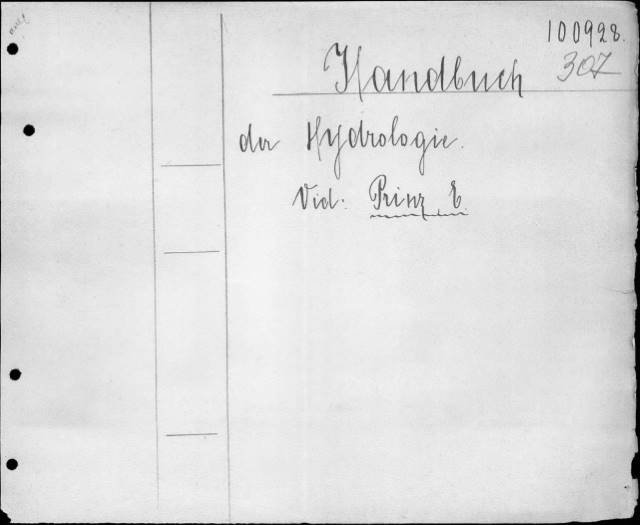 100928.
307
Handbuch
der Hydrologie.
Vid: Prinz E.